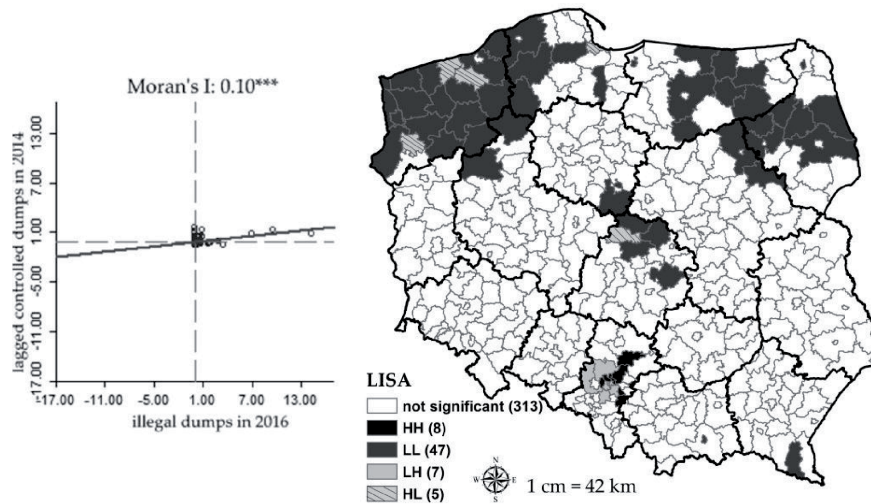 Moran's I: 0.10***
lagged controlled dumps in 2014
13.00
7.00
1.00
-5.00
-11.00
-17.00
-17.00
-11.00
-5.00
1.00
7.00
13.00
illegal dumps in 2016
LISA
not significant (313)
HH (8)
LL (47)
LH (7)
HL (5)
N
W
E
S
1 cm = 42 km